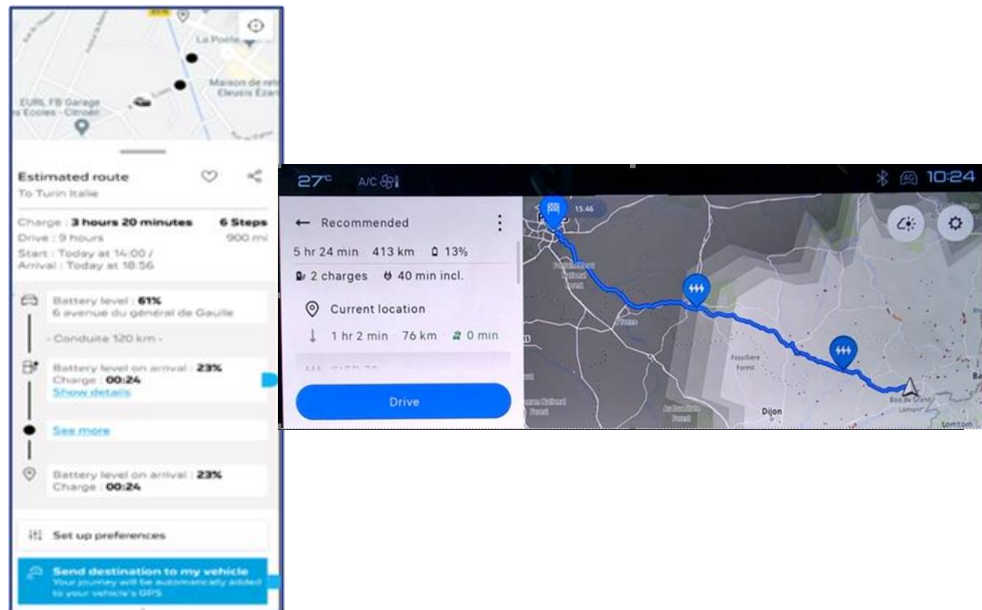 La Poste
Maison de retr
Eleusis Ézan
EURL FB Garage
s Ecoles - Citroën
Estimated route
To Turin Italie
Charge : 3 hours 20 minutes 6 Steps
Drive : 9 hours 900 mi
Start : Today at 14:00 /
Arrival : Today at 18:56
Battery level : 61%
6 avenue du général de Gaulle
- Conduite 120 km -
Battery level on arrival : 23%
Charge : 00:24
Show details
See more
Battery level on arrival : 23%
Charge : 00:24
Set up preferences
Send destination to my vehicle
Your journey will be automatically added
to your vehicle's GPS
27°C A/C 4G 10:24
← Recommended
5 hr 24 min 413 km 13%
2 charges 40 min incl.
Current location
↓ 1 hr 2 min · 76 km · 0 min
Drive
15:46
National
Forest
Forest
Dijon
tomtom